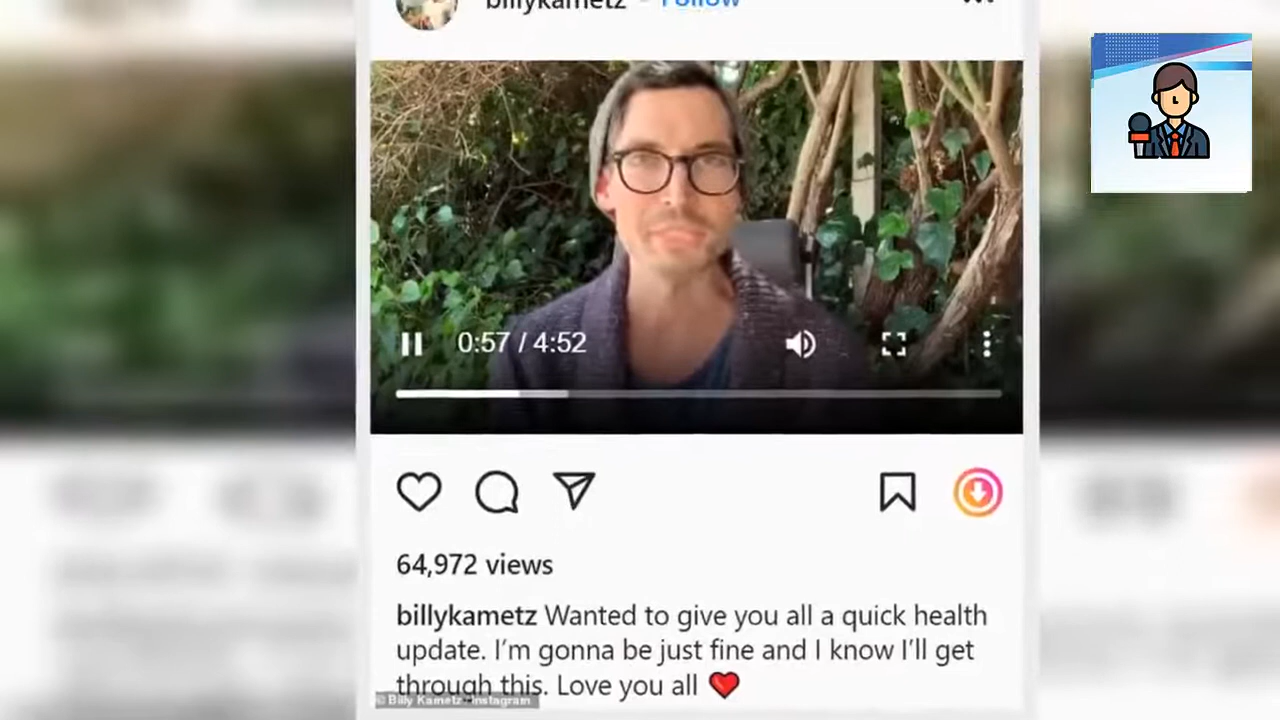 billykametz • Follow
0:57 / 4:52
64,972 views
billykametz Wanted to give you all a quick health
update. I'm gonna be just fine and I know I'll get
through this. Love you all
© Billy Kametz - Instagram